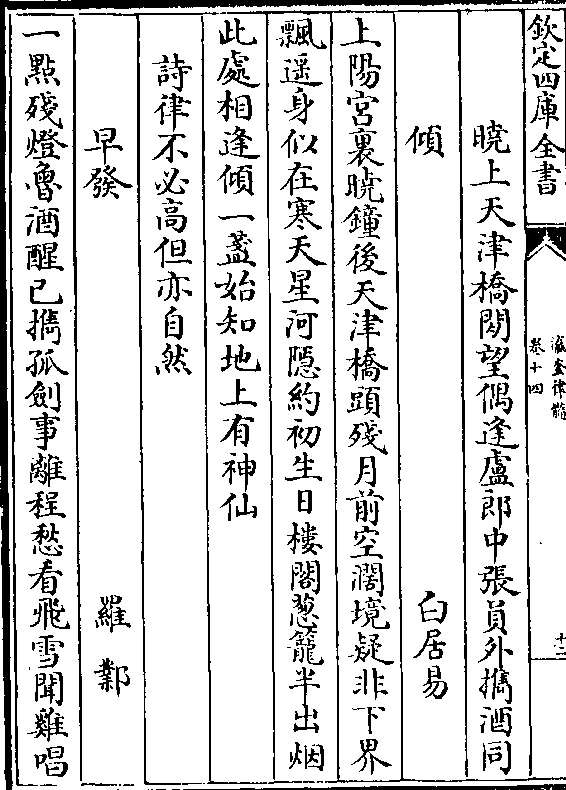 欽定四庫全書
瀛奎律髓
卷十四
十二
曉上天津橋閒望偶逢盧郎中張員外携酒同
傾
白居易
上陽宮裏曉鐘後天津橋頭殘月前空濶境疑非下界
飄遥身似在寒天星河隠約初生日樓閣葱籠半出烟
此處相逢傾一盞始知地上有神仙
詩律不必高但亦自然
早發
羅鄴
一點殘燈魯酒醒已携孤劍事離程愁看飛雪聞雞唱